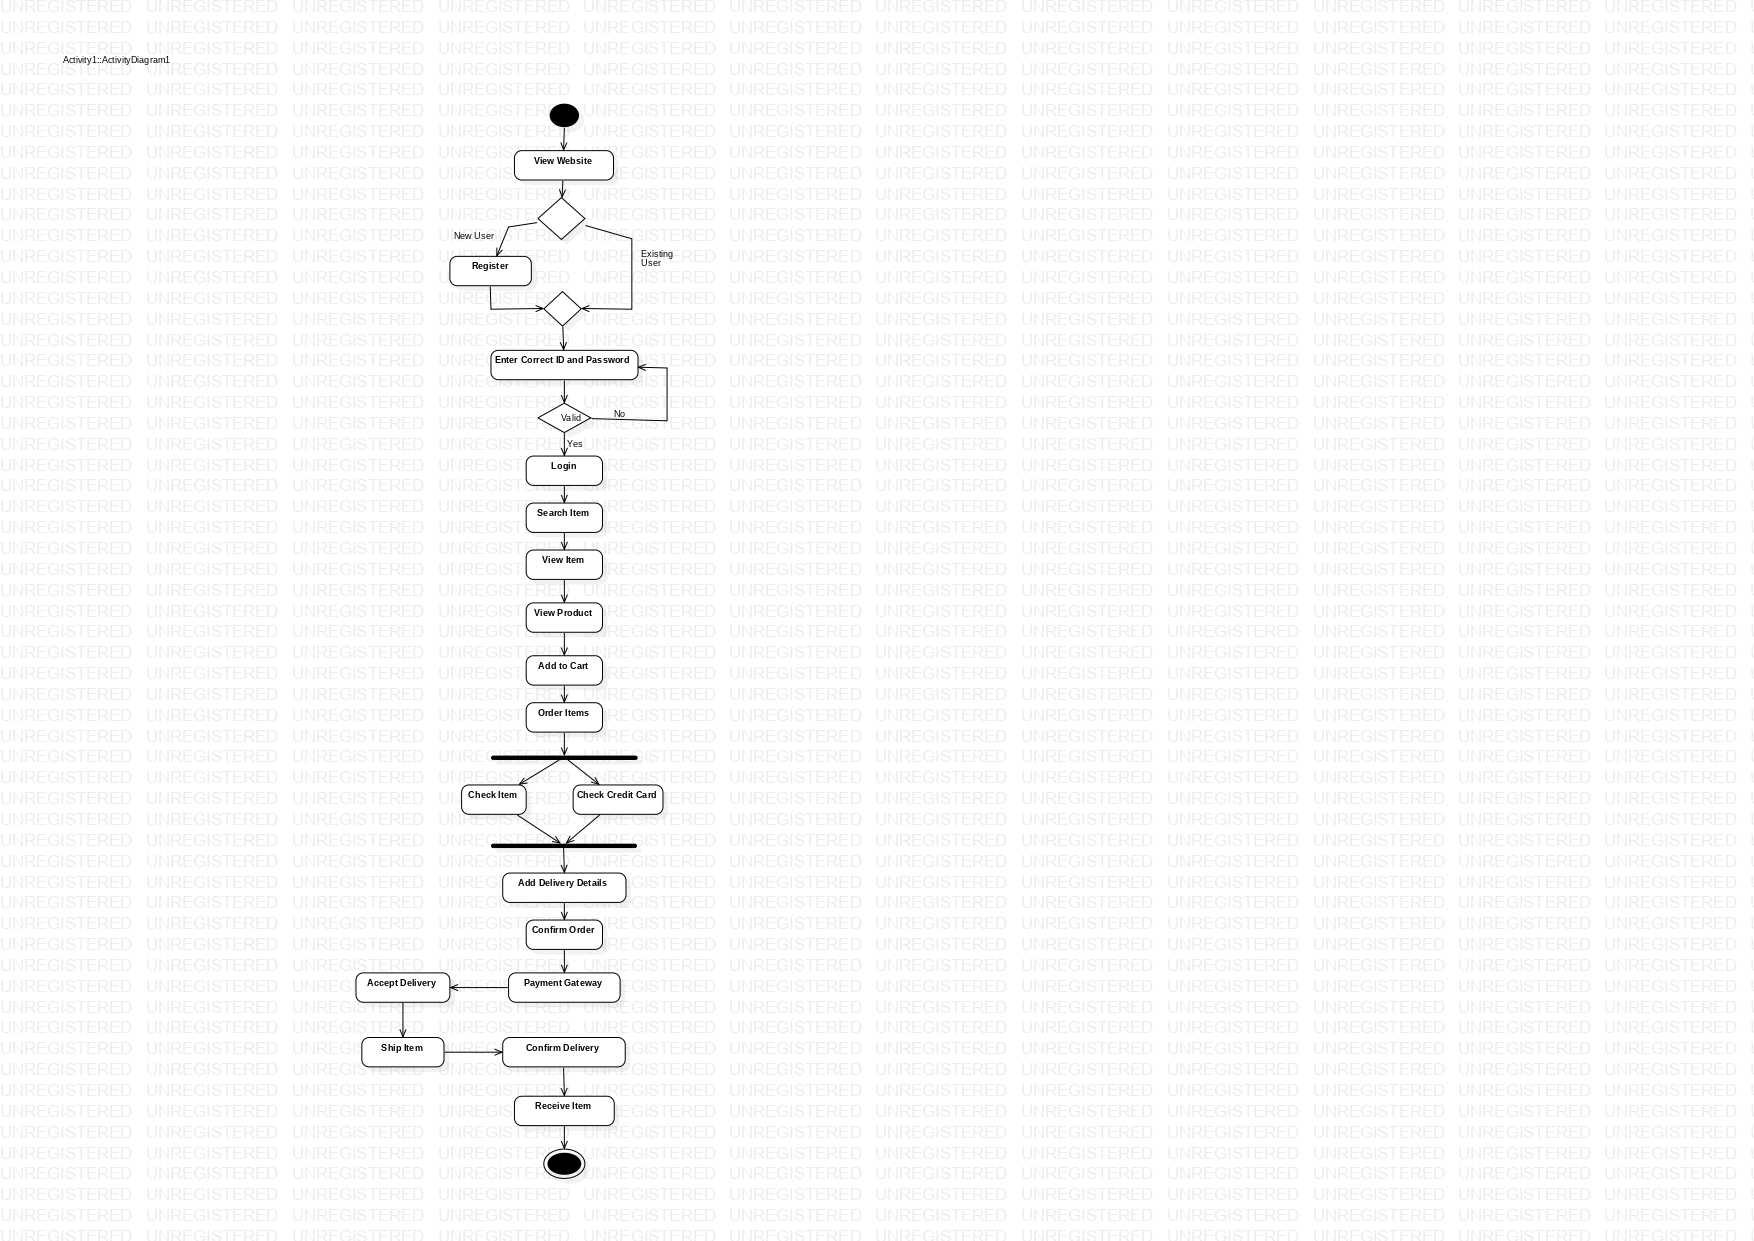 Activity1::ActivityDiagram1
View Website
New User
Existing
User
Register
Enter Correct ID and Password
Valid
No
Yes
Login
Search Item
View Item
View Product
Add to Cart
Order Items
Check Item
Check Credit Card
Add Delivery Details
Confirm Order
Accept Delivery
Payment Gateway
Ship Item
Confirm Delivery
Receive Item
UNREGISTERED